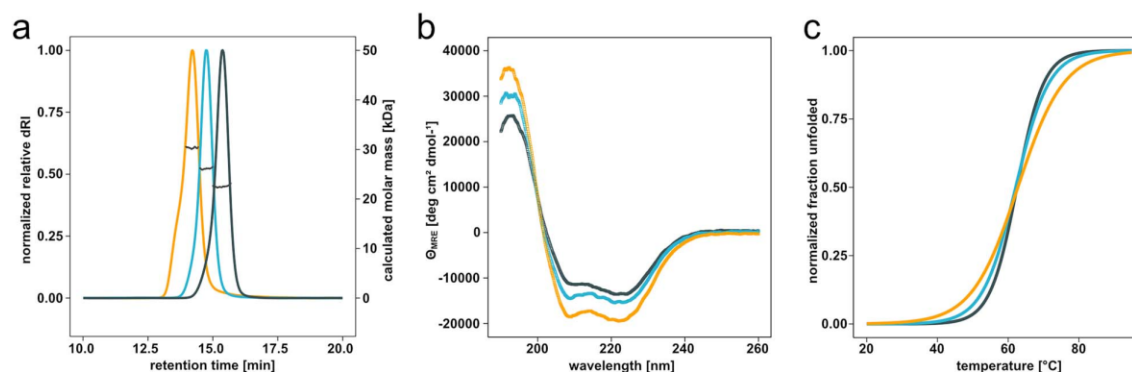 a
1.00
0.75
0.50
0.25
0.00
normalized relative dRI
50
40
30
20
10
0
calculated molar mass [kDa]
10.0 12.5 15.0 17.5 20.0
retention time [min]
b
40000
30000
20000
10000
0
-10000
-20000
ΘMRE [deg cm² dmol-¹]
200 220 240 260
wavelength [nm]
c
1.00
0.75
0.50
0.25
0.00
normalized fraction unfolded
20 40 60 80
temperature [°C]